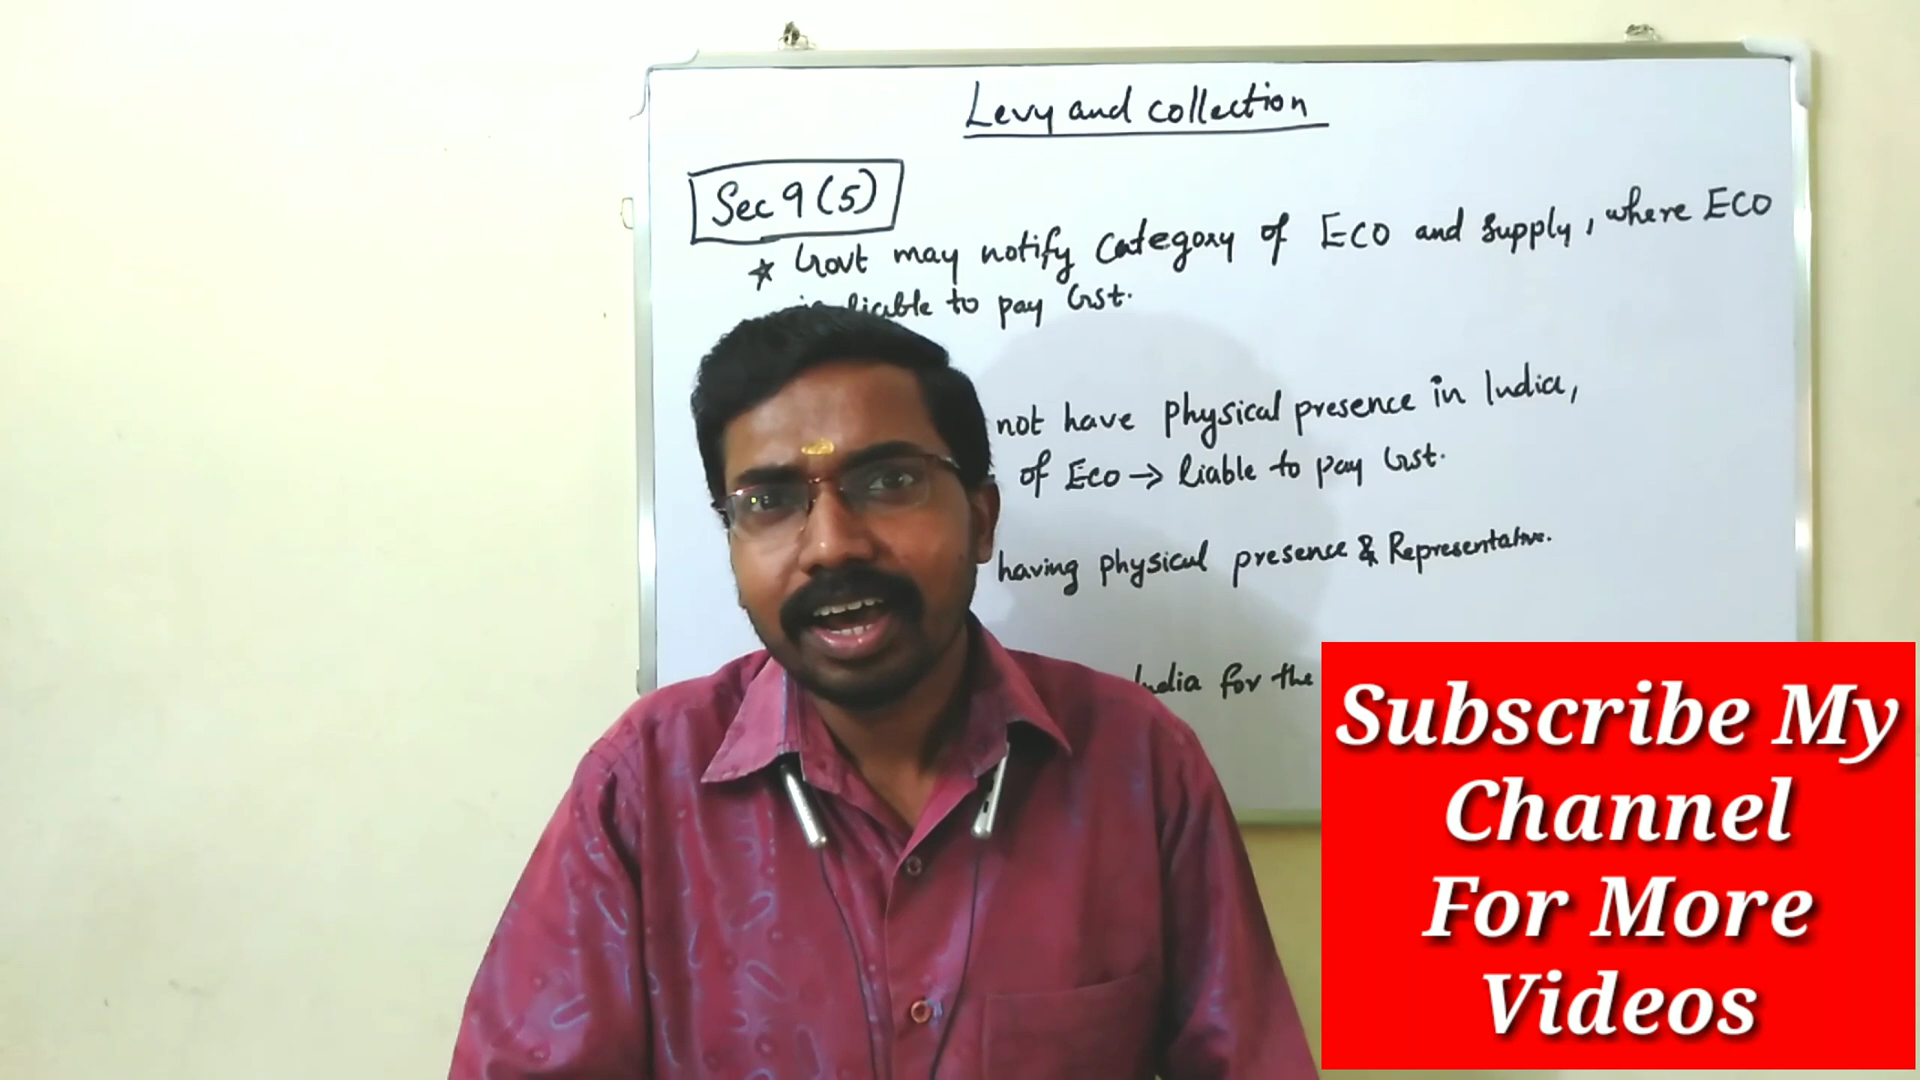 Levy and collection
Sec 9 (5)
* Govt may notify category of ECO and supply, where ECO
liable to pay Gst.
not have physical presence in India,
of Eco → liable to pay Gst.
having physical presence & Representative.
India for the
Subscribe My
Channel
For More
Videos